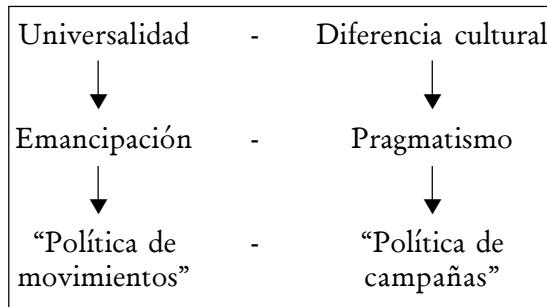 Universalidad - Diferencia cultural
Emancipación - Pragmatismo
“Política de - “Política de
movimientos” campañas”